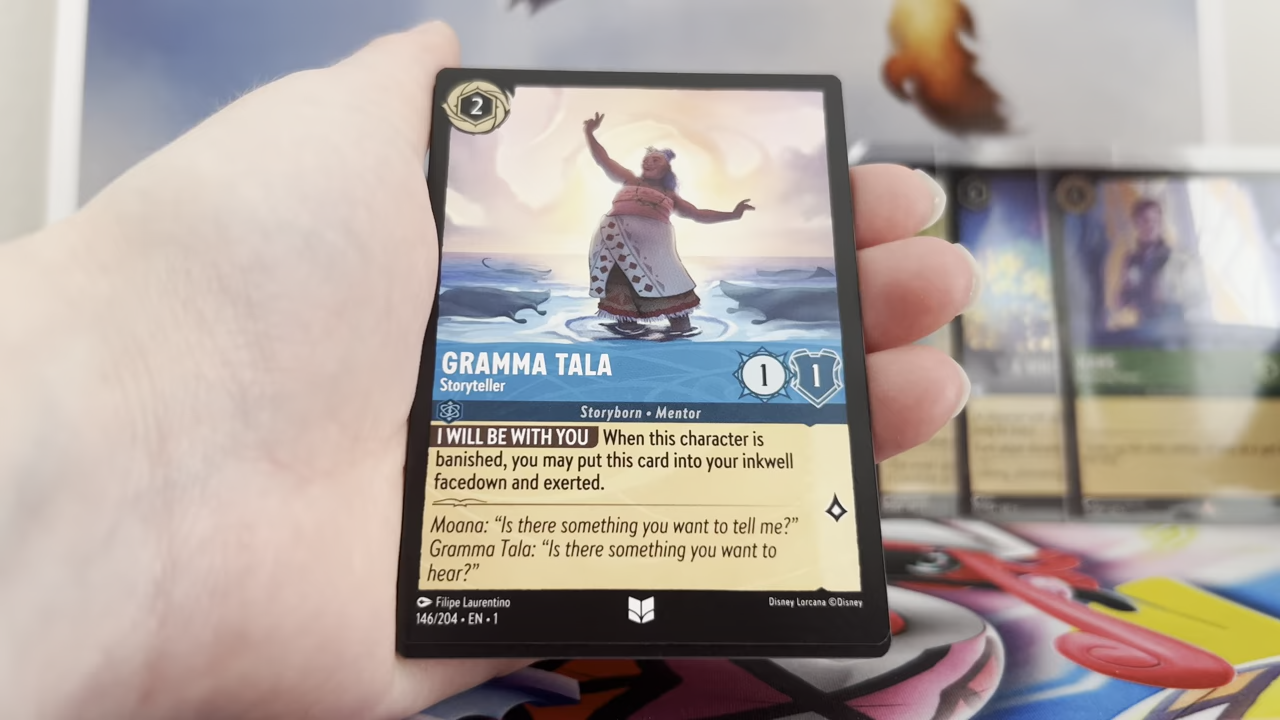 2
GRAMMA TALA
Storyteller
1 1
Storyborn • Mentor
I WILL BE WITH YOU When this character is
banished, you may put this card into your inkwell
facedown and exerted.
Moana: “Is there something you want to tell me?”
Gramma Tala: “Is there something you want to
hear?”
Filipe Laurentino
Disney Lorcana ©Disney
146/204 • EN • 1